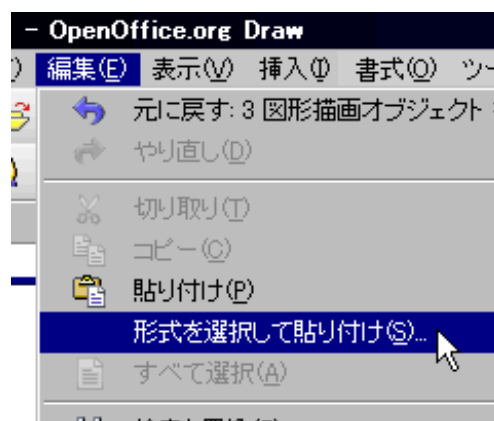 - OpenOffice.org Draw
) 編集(E) 表示(V) 挿入(I) 書式(O) ツー
元に戻す: 3 図形描画オブジェクト
やり直し(D)
切り取り(T)
コピー(C)
貼り付け(P)
形式を選択して貼り付け(S)...
すべて選択(A)